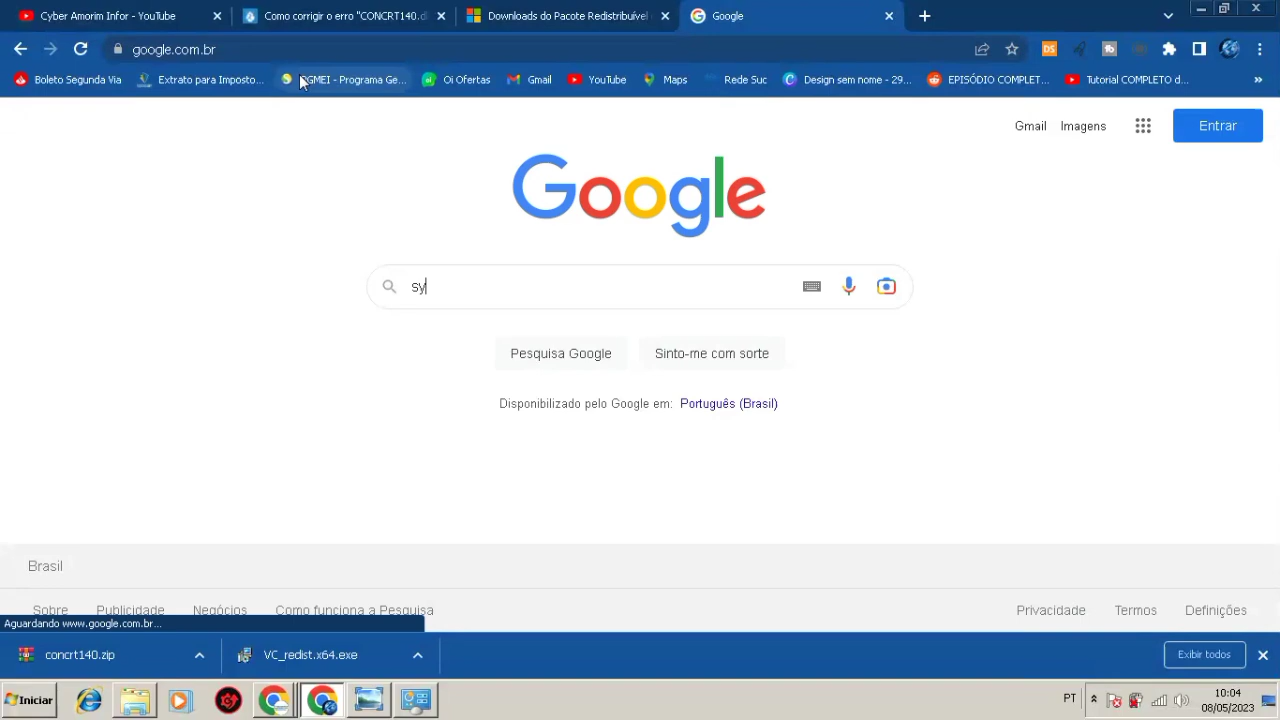 Cyber Amorim Infor - YouTube
Como corrigir o erro "CONCRT140.dl
Downloads do Pacote Redistribuível
Google
google.com.br
Boleto Segunda Via
Extrato para Imposto...
PGMEI - Programa Ge...
Oi Ofertas
Gmail
YouTube
Maps
Rede Suc
Design sem nome - 29...
EPISÓDIO COMPLET...
Tutorial COMPLETO d...
Gmail
Imagens
Entrar
Google
sy
Pesquisa Google
Sinto-me com sorte
Disponibilizado pelo Google em: Português (Brasil)
Brasil
Sobre
Publicidade
Negócios
Como funciona a Pesquisa
Privacidade
Termos
Definições
Aguardando www.google.com.br...
concrt140.zip
VC_redist.x64.exe
Exibir todos
Iniciar
PT
10:04
08/05/2023